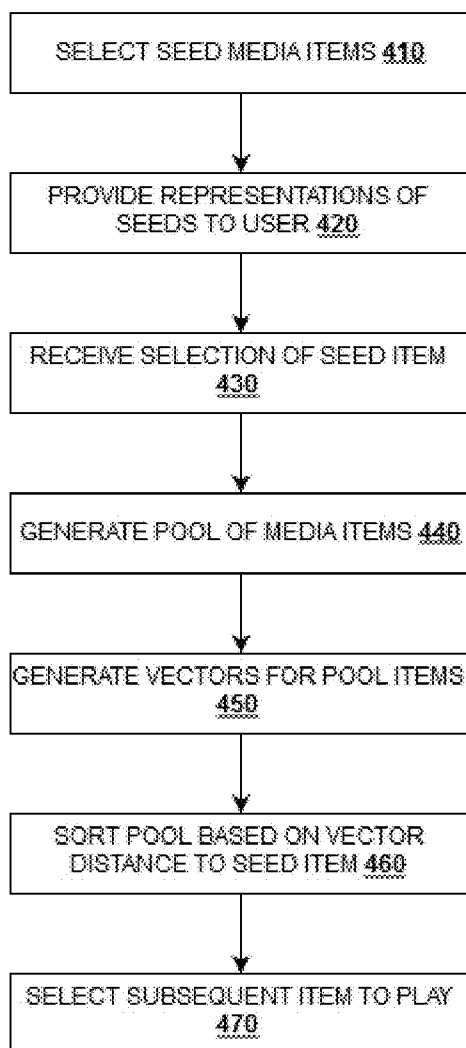 SELECT SEED MEDIA ITEMS 410
PROVIDE REPRESENTATIONS OF
SEEDS TO USER 420
RECEIVE SELECTION OF SEED ITEM
430
GENERATE POOL OF MEDIA ITEMS 440
GENERATE VECTORS FOR POOL ITEMS
450
SORT POOL BASED ON VECTOR
DISTANCE TO SEED ITEM 460
SELECT SUBSEQUENT ITEM TO PLAY
470